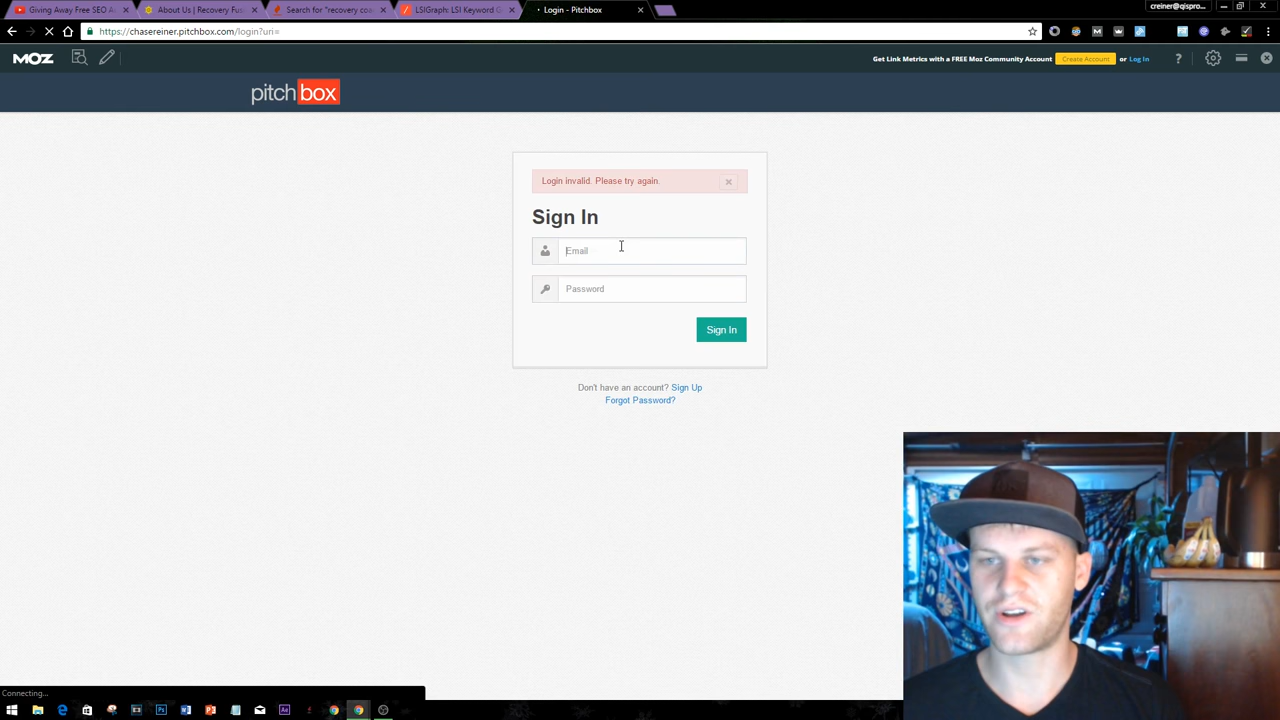 Giving Away Free SEO A
About Us | Recovery Fu
Search for "recovery coa
LSIGraph: LSI Keyword G
Login - Pitchbox
creiner@qispro...
https://chasereiner.pitchbox.com/login?uri=
MOZ
Get Link Metrics with a FREE Moz Community Account
Create Account
or
Log In
pitchbox
Login invalid. Please try again.
Sign In
Email
Password
Sign In
Don't have an account? Sign Up
Forgot Password?
Connecting...